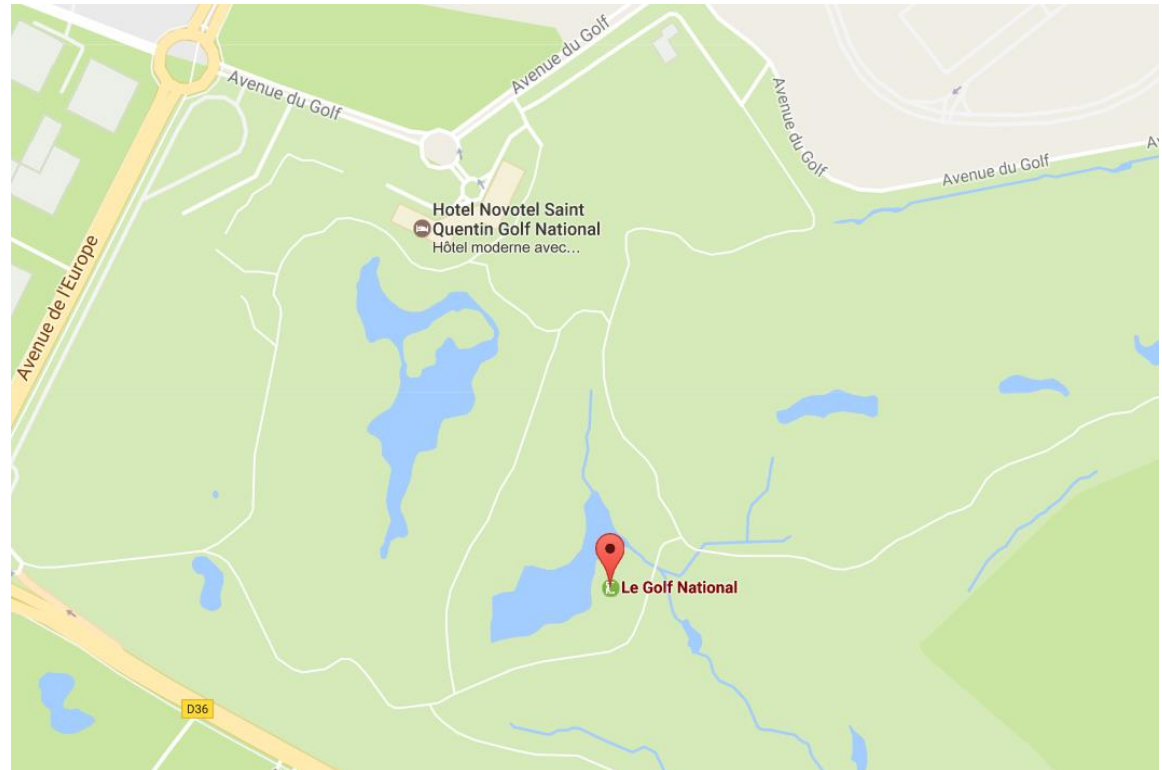 Avenue du Golf
Avenue du Golf
Avenue du Golf
Avenue du Golf
Hotel Novotel Saint
Quentin Golf National
Hôtel moderne avec...
Avenue de l'Europe
Le Golf National
D36